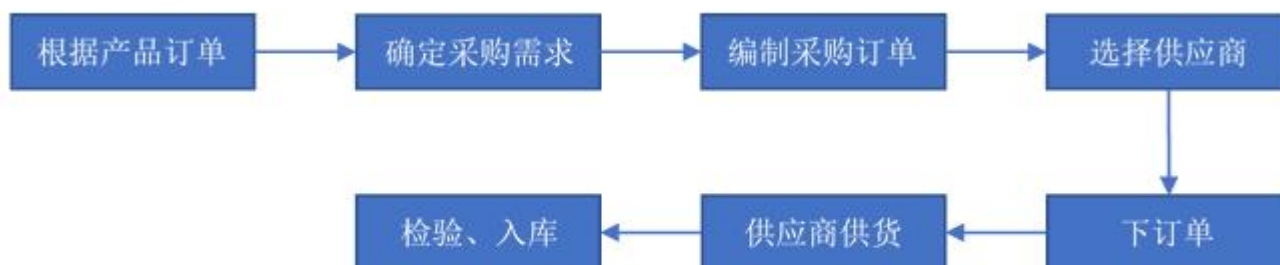 根据产品订单
确定采购需求
编制采购订单
选择供应商
下订单
供应商供货
检验、入库